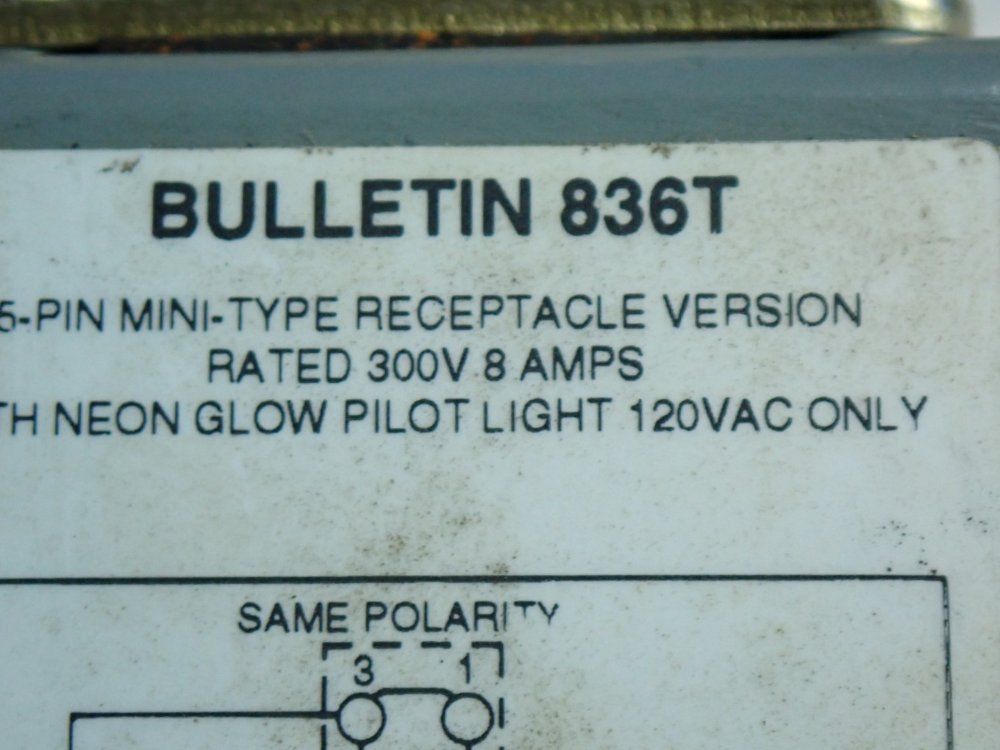 BULLETIN 836T
5-PIN MINI-TYPE RECEPTACLE VERSION
RATED 300V 8 AMPS
TH NEON GLOW PILOT LIGHT 120VAC ONLY
SAME POLARITY
3 1